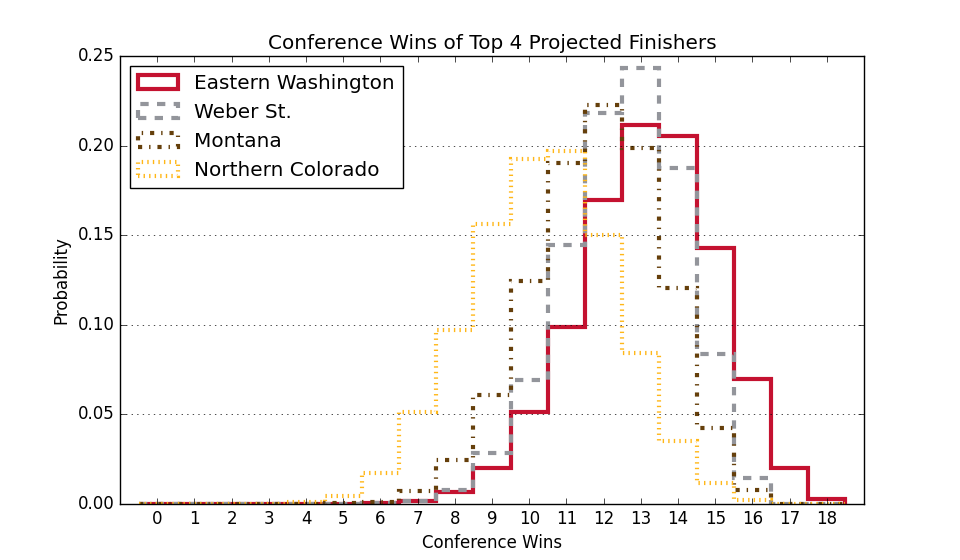 Conference Wins of Top 4 Projected Finishers
0.25
Eastern Washington
Weber St.
Montana
Northern Colorado
0.20
0.15
0.10
0.05
0.00
Probability
0 1 2 3 4 5 6 7 8 9 10 11 12 13 14 15 16 17 18
Conference Wins